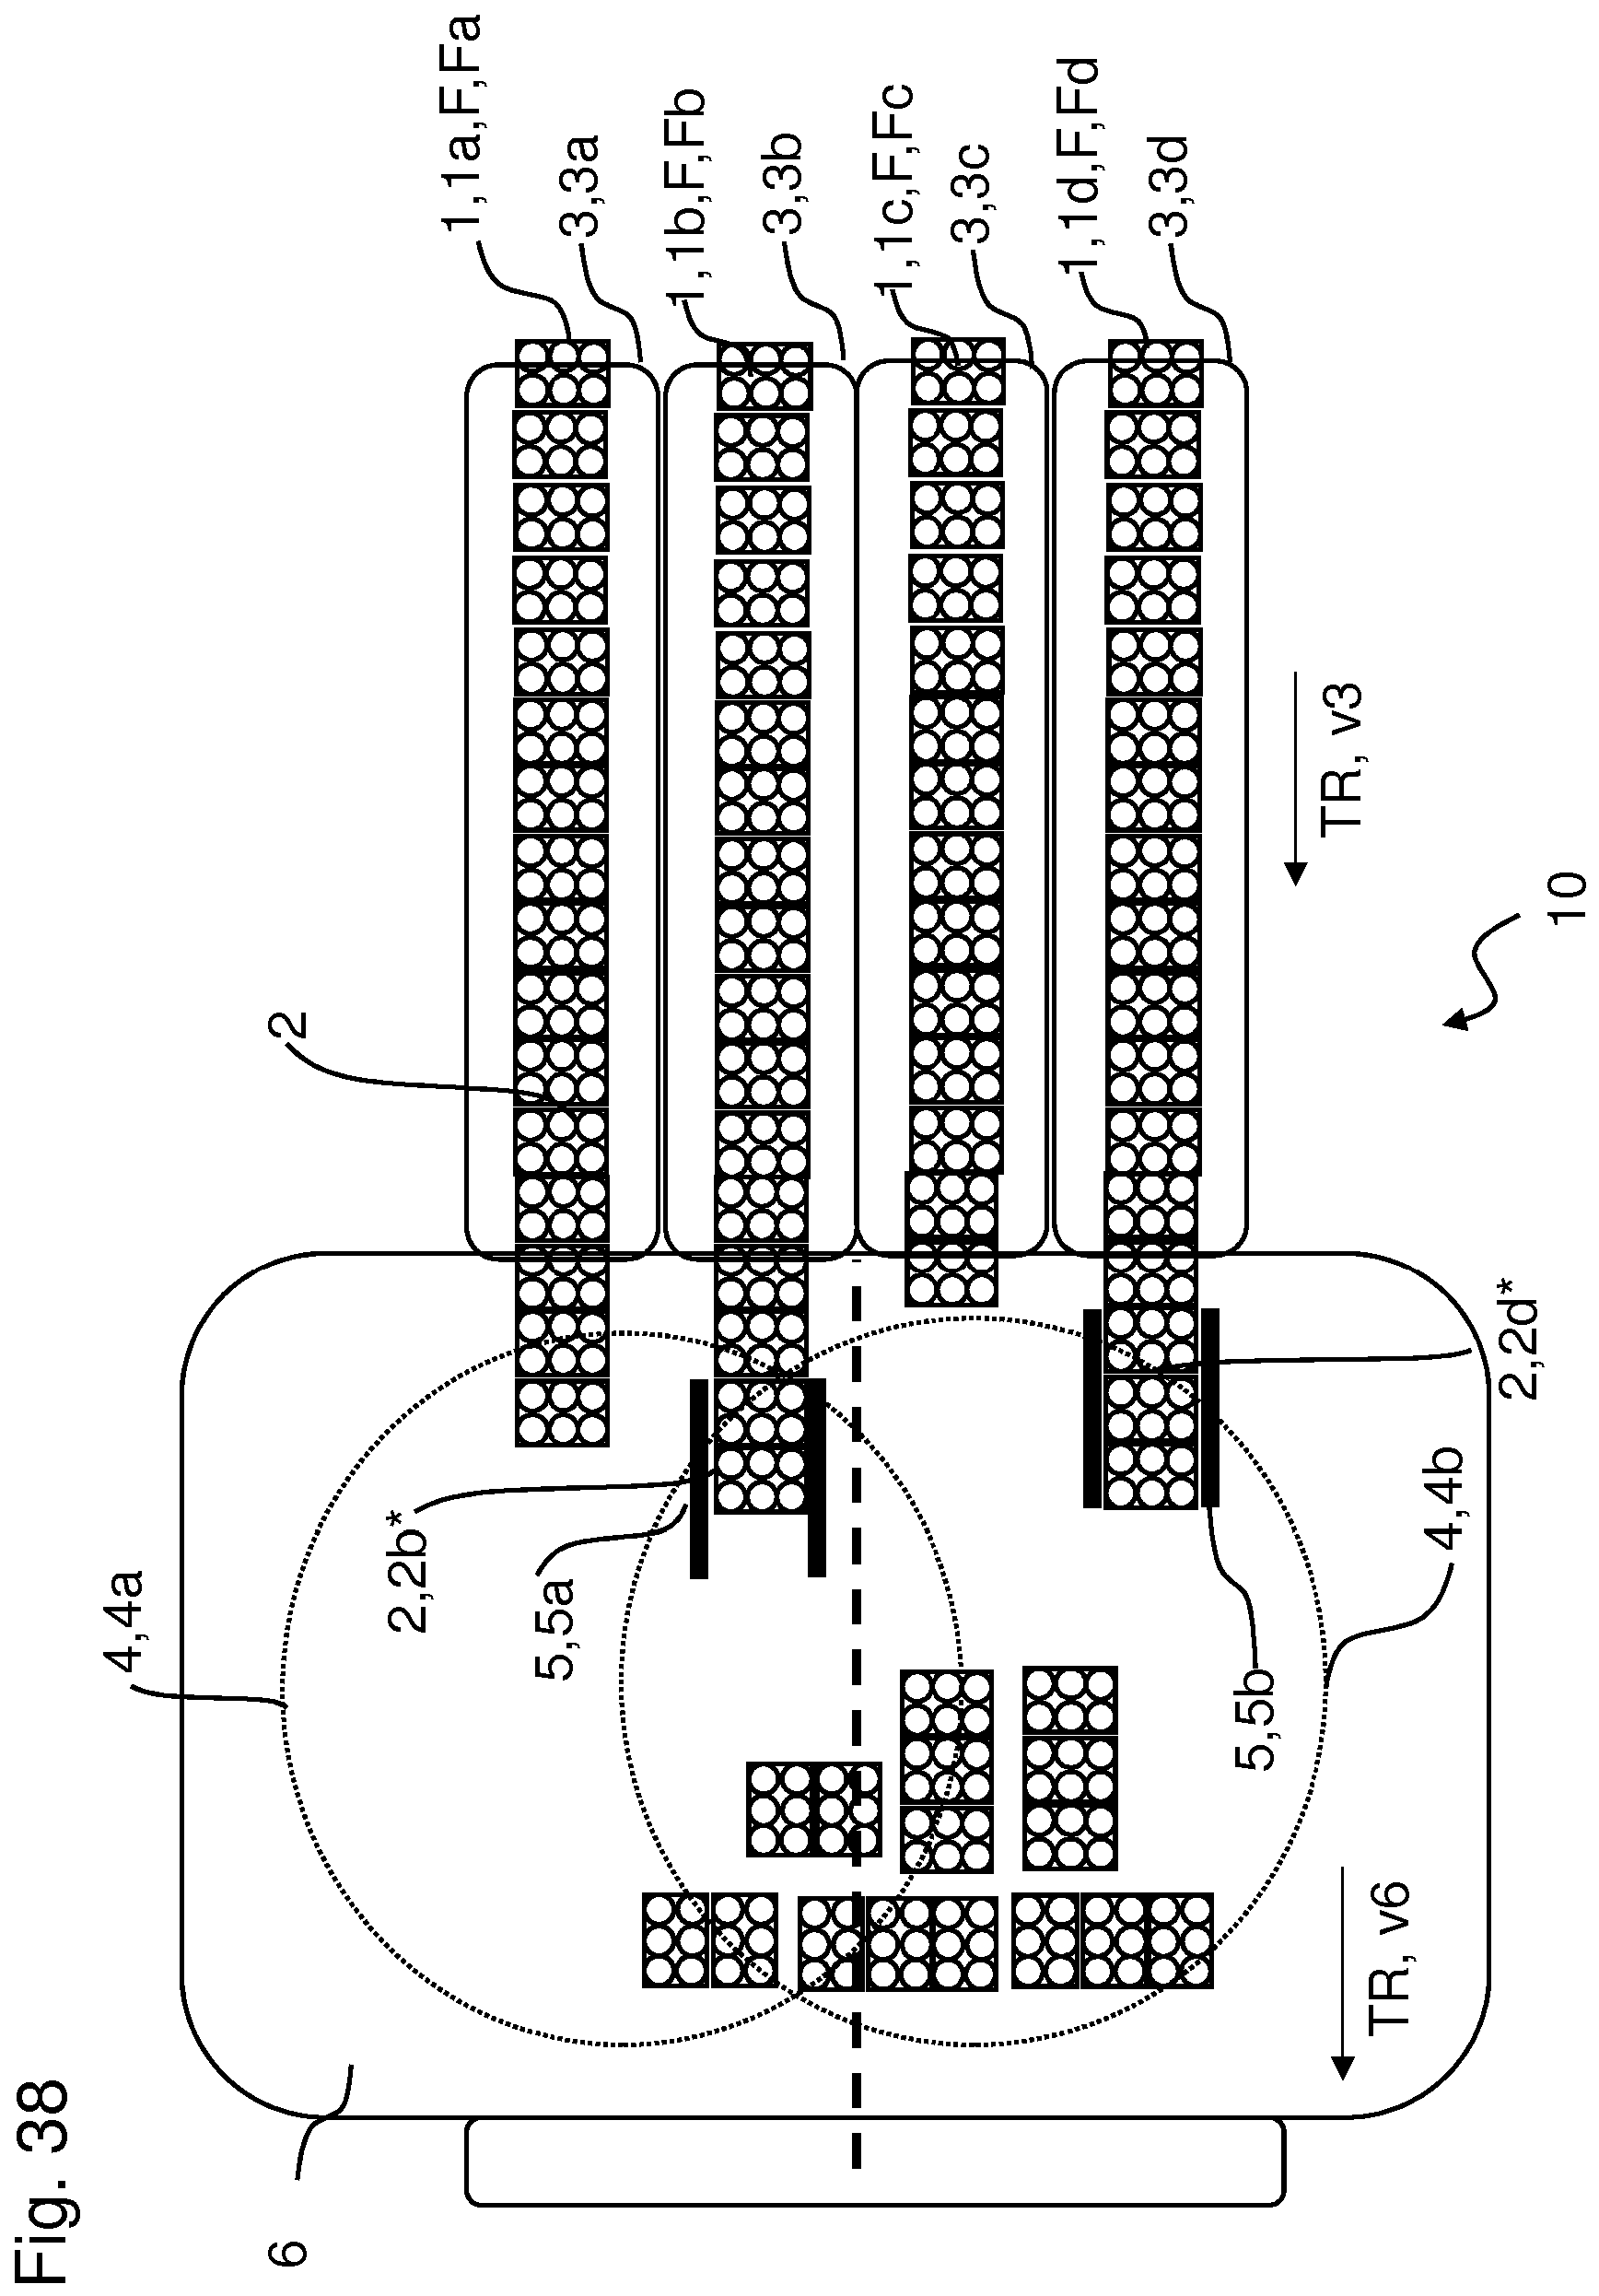 Fig. 38
6
4,4a
2
2,2b*
5,5a
1,1a,F,Fa
3,3a
1,1b,F,Fb
3,3b
1,1c,F,Fc
3,3c
1,1d,F,Fd
3,3d
TR, v3
10
2,2d*
4,4b
5,5b
TR, v6